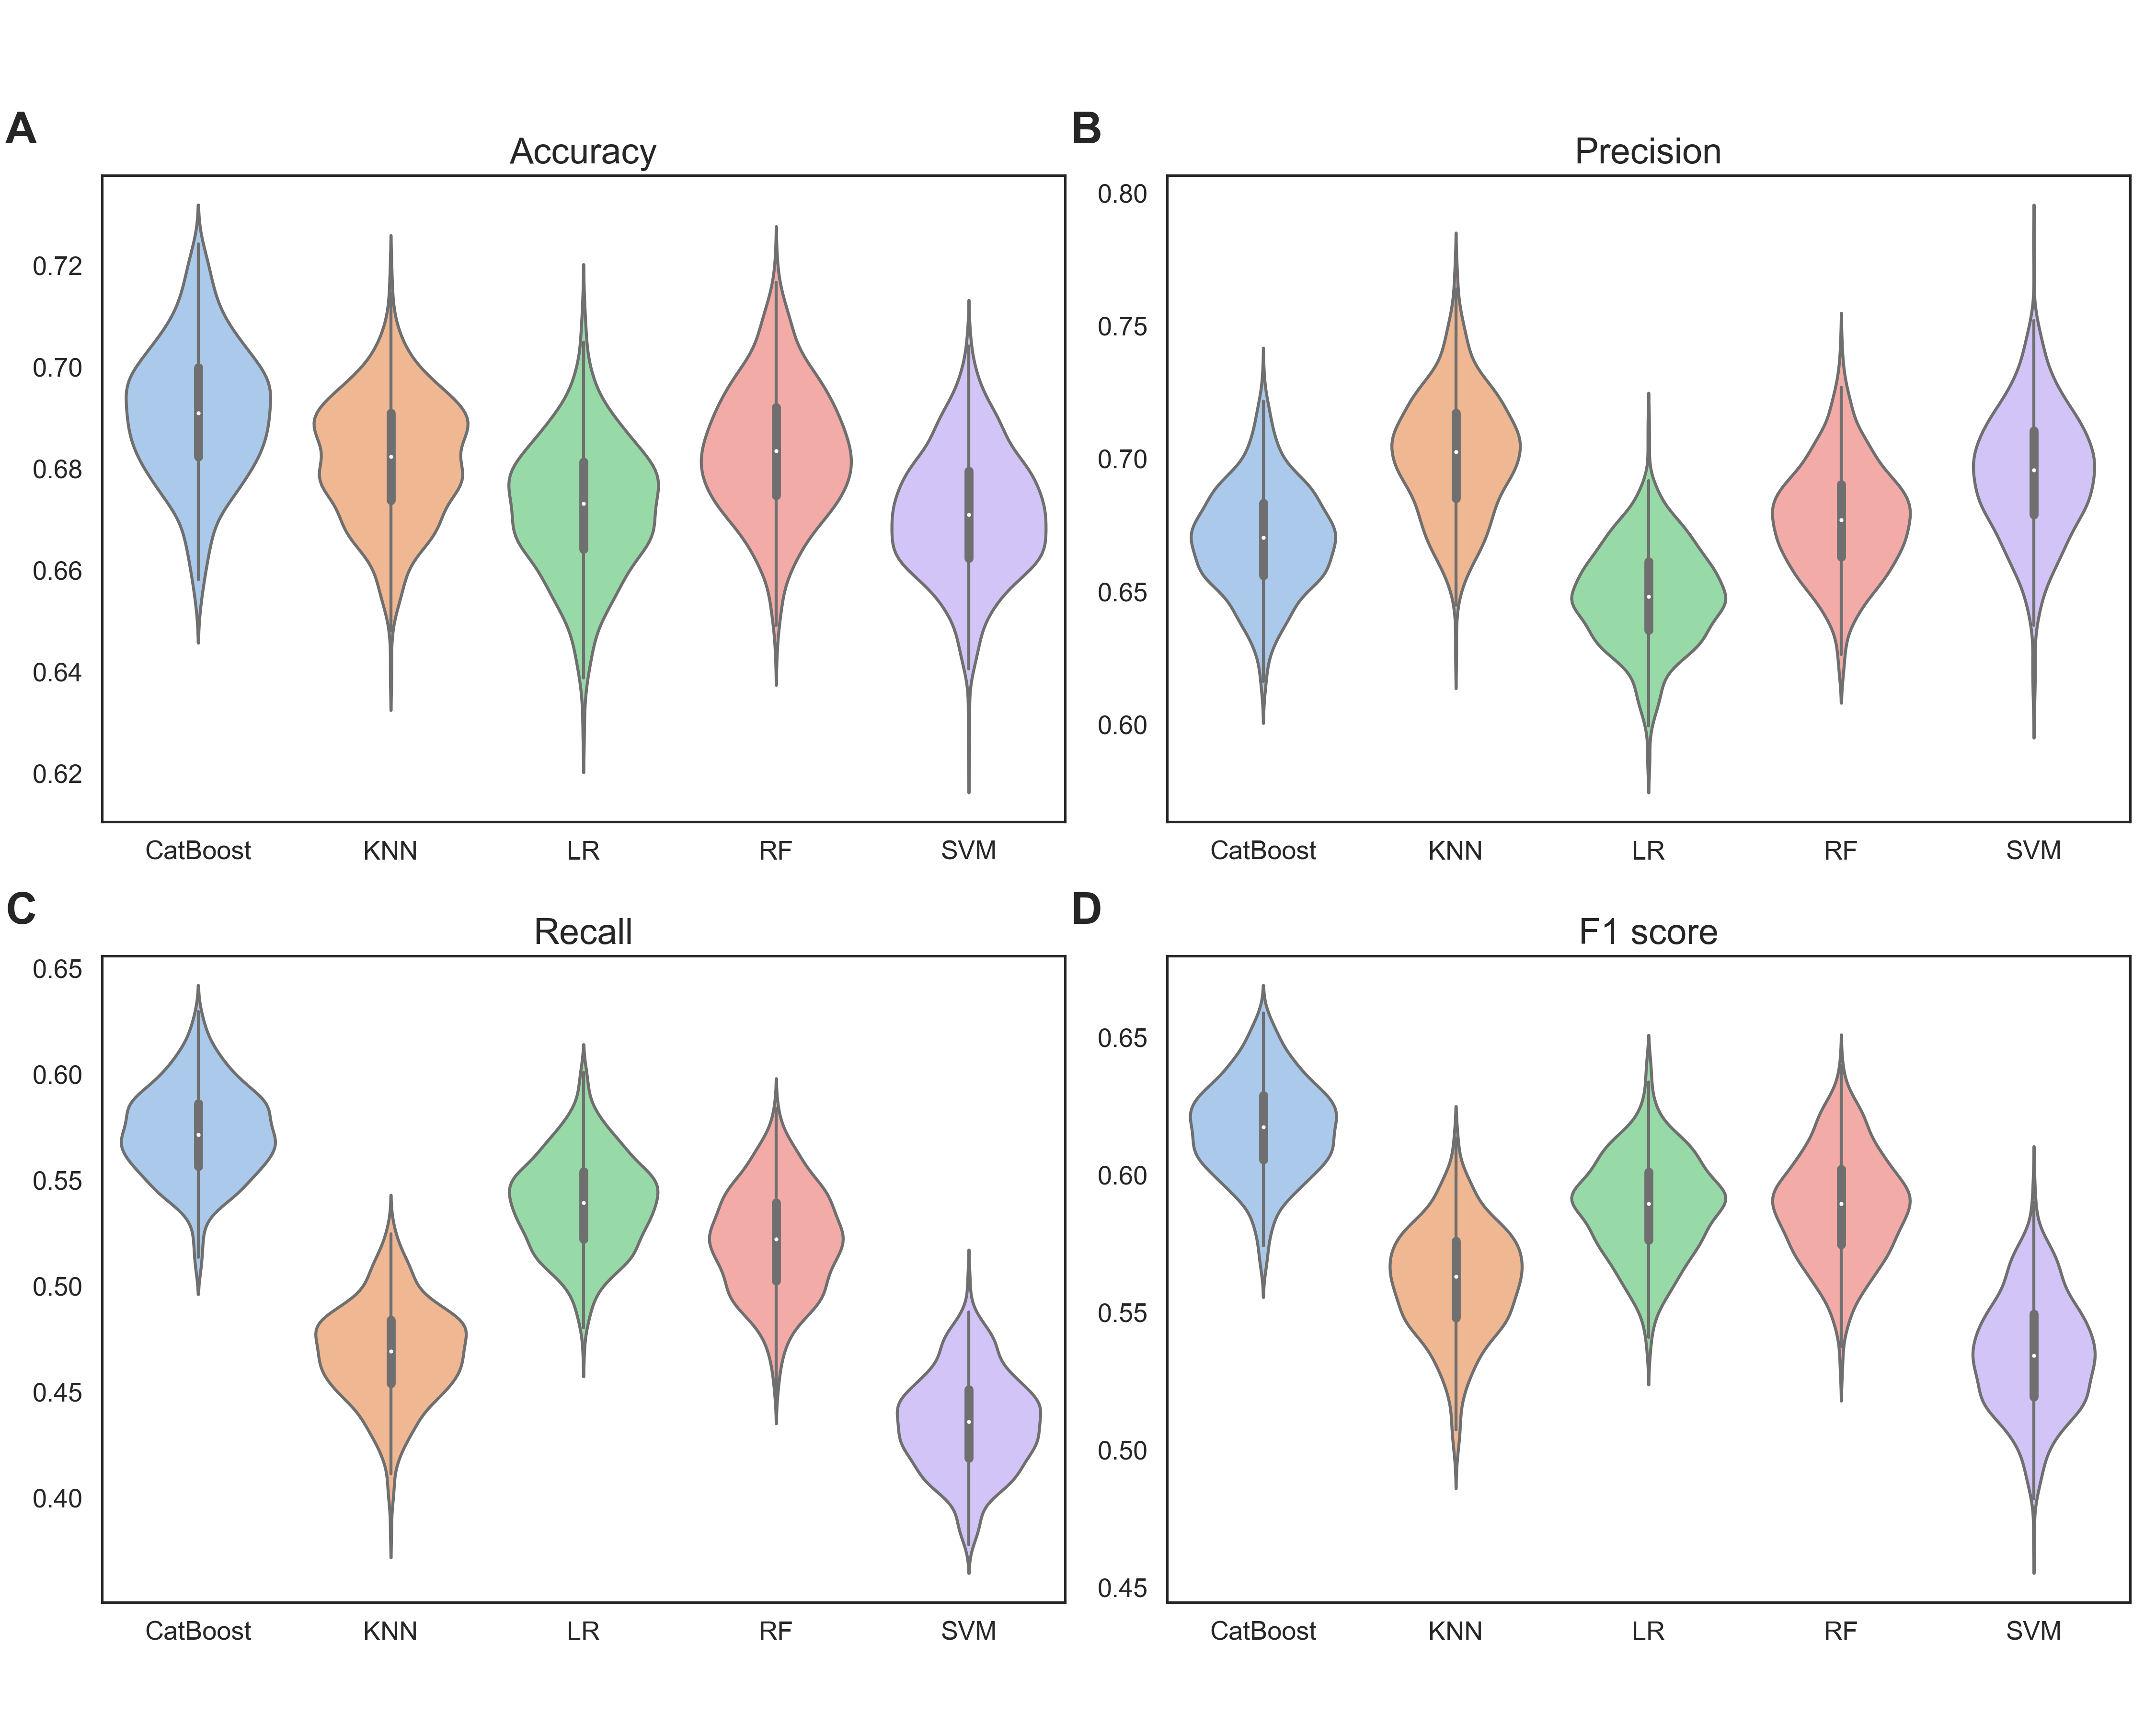 A
Accuracy
0.72
0.70
0.68
0.66
0.64
0.62
CatBoost KNN LR RF SVM
B
Precision
0.80
0.75
0.70
0.65
0.60
CatBoost KNN LR RF SVM
C
Recall
0.65
0.60
0.55
0.50
0.45
0.40
CatBoost KNN LR RF SVM
D
F1 score
0.65
0.60
0.55
0.50
0.45
CatBoost KNN LR RF SVM